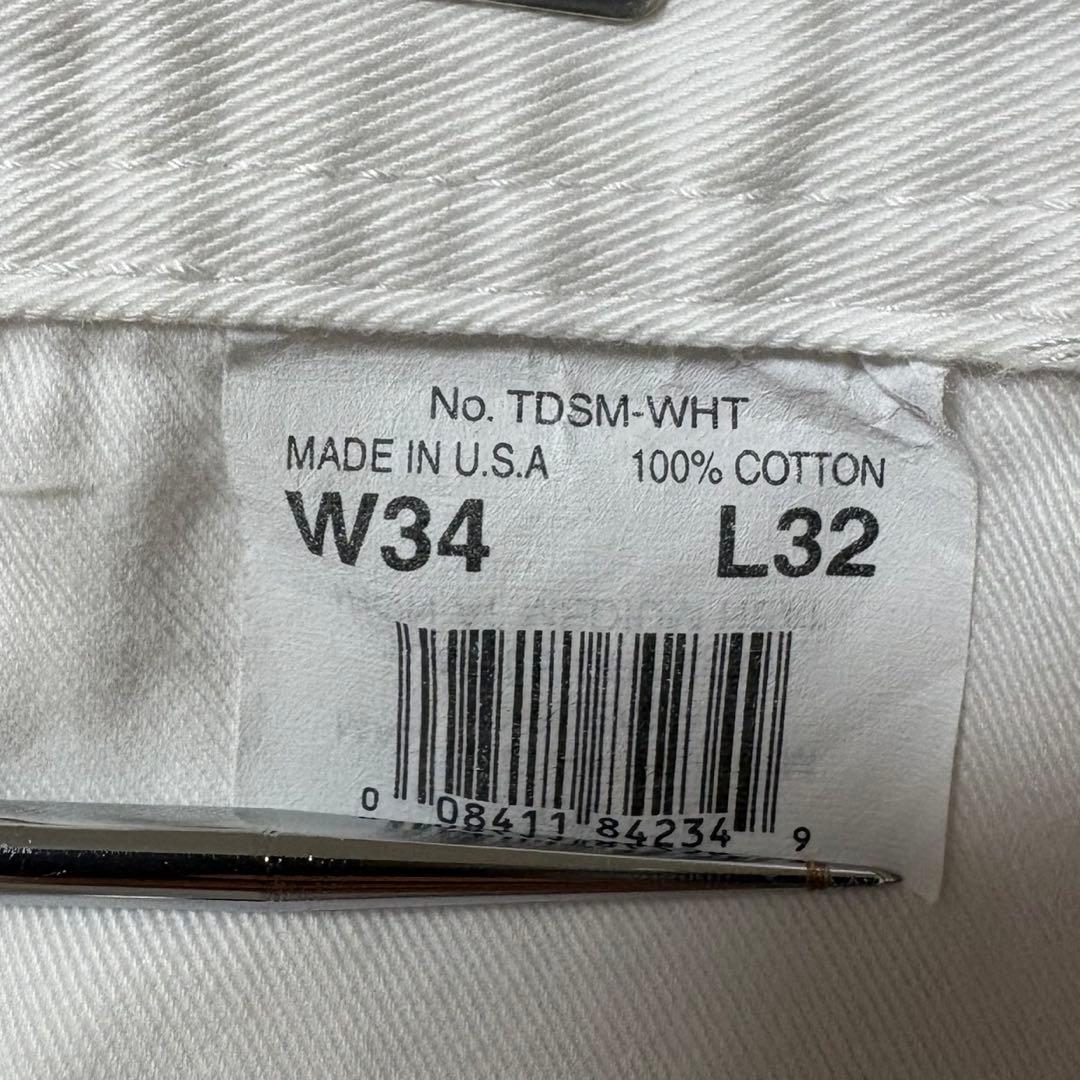 No. TDSM-WHT
MADE IN U.S.A 100% COTTON
W34 L32
0 08411 84234 9